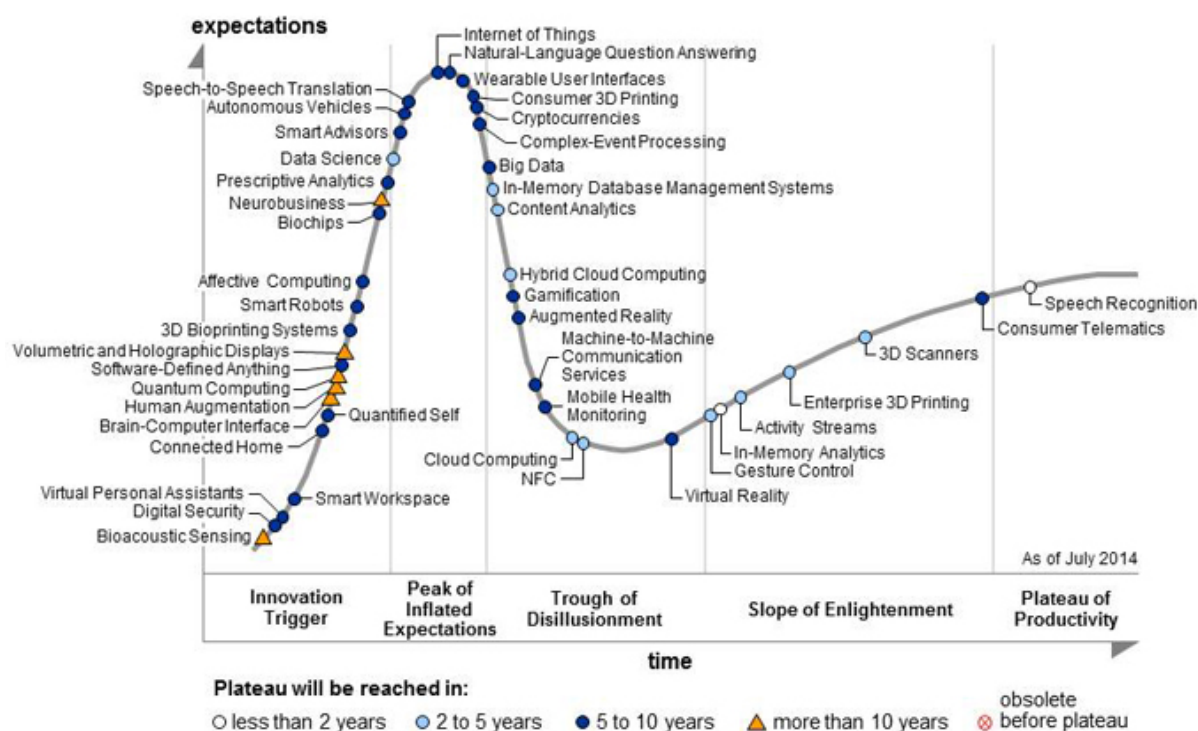 expectations
Internet of Things
Natural-Language Question Answering
Wearable User Interfaces
Speech-to-Speech Translation
Consumer 3D Printing
Autonomous Vehicles
Cryptocurrencies
Smart Advisors
Complex-Event Processing
Data Science
Big Data
Prescriptive Analytics
In-Memory Database Management Systems
Neurobusiness
Content Analytics
Biochips
Hybrid Cloud Computing
Affective Computing
Gamification
Smart Robots
Augmented Reality
Speech Recognition
3D Bioprinting Systems
Consumer Telematics
Machine-to-Machine
Communication
Services
Volumetric and Holographic Displays
3D Scanners
Software-Defined Anything
Quantum Computing
Mobile Health
Monitoring
Human Augmentation
Enterprise 3D Printing
Brain-Computer Interface
Quantified Self
Activity Streams
Connected Home
In-Memory Analytics
Cloud Computing
Gesture Control
NFC
Virtual Personal Assistants
Smart Workspace
Virtual Reality
Digital Security
Bioacoustic Sensing
As of July 2014
Innovation
Trigger
Peak of
Inflated
Expectations
Trough of
Disillusionment
Slope of Enlightenment
Plateau of
Productivity
time
Plateau will be reached in:
less than 2 years
2 to 5 years
5 to 10 years
more than 10 years
obsolete
before plateau